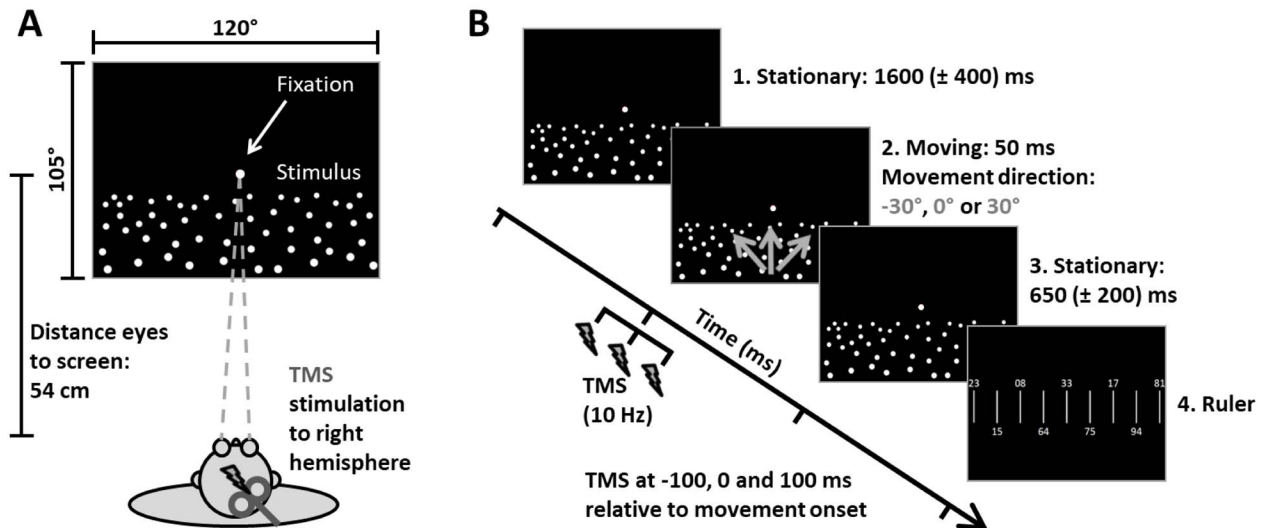 A
120°
Fixation
105°
Stimulus
Distance eyes
to screen:
54 cm
TMS
stimulation
to right
hemisphere
B
1. Stationary: 1600 (± 400) ms
2. Moving: 50 ms
Movement direction:
-30°, 0° or 30°
3. Stationary:
650 (± 200) ms
Time (ms)
TMS
(10 Hz)
23 08 33 17 81
15 64 75 94
4. Ruler
TMS at -100, 0 and 100 ms
relative to movement onset